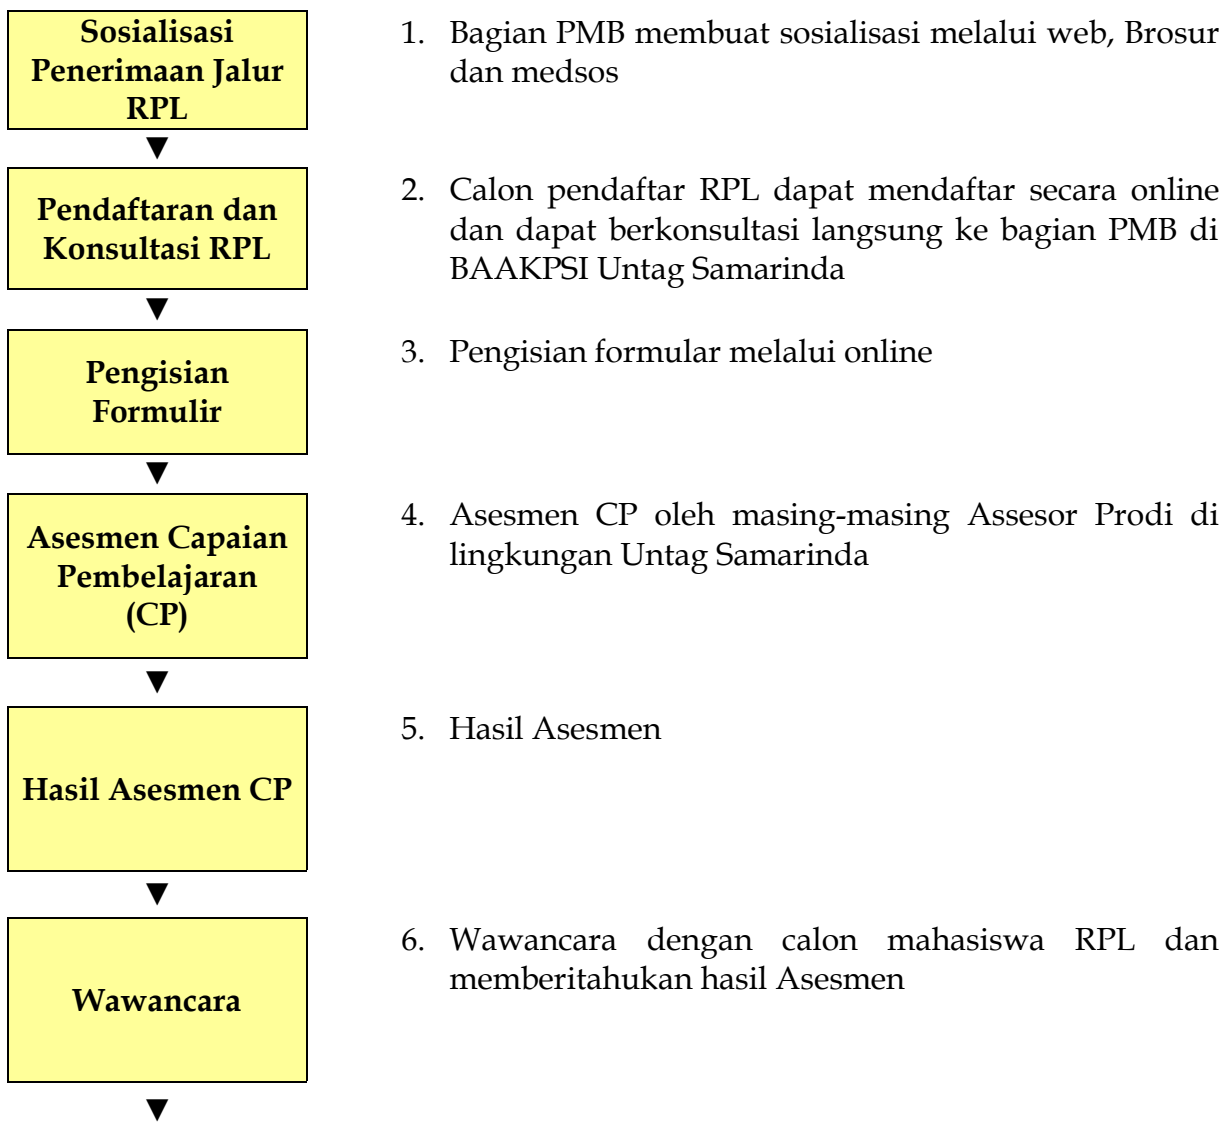 Sosialisasi
Penerimaan Jalur
RPL
1. Bagian PMB membuat sosialisasi melalui web, Brosur
dan medsos
▼
Pendaftaran dan
Konsultasi RPL
2. Calon pendaftar RPL dapat mendaftar secara online
dan dapat berkonsultasi langsung ke bagian PMB di
BAAKPSI Untag Samarinda
▼
Pengisian
Formulir
3. Pengisian formular melalui online
▼
Asesmen Capaian
Pembelajaran
(CP)
4. Asesmen CP oleh masing-masing Assesor Prodi di
lingkungan Untag Samarinda
▼
Hasil Asesmen CP
5. Hasil Asesmen
▼
Wawancara
6. Wawancara dengan calon mahasiswa RPL dan
memberitahukan hasil Asesmen
▼